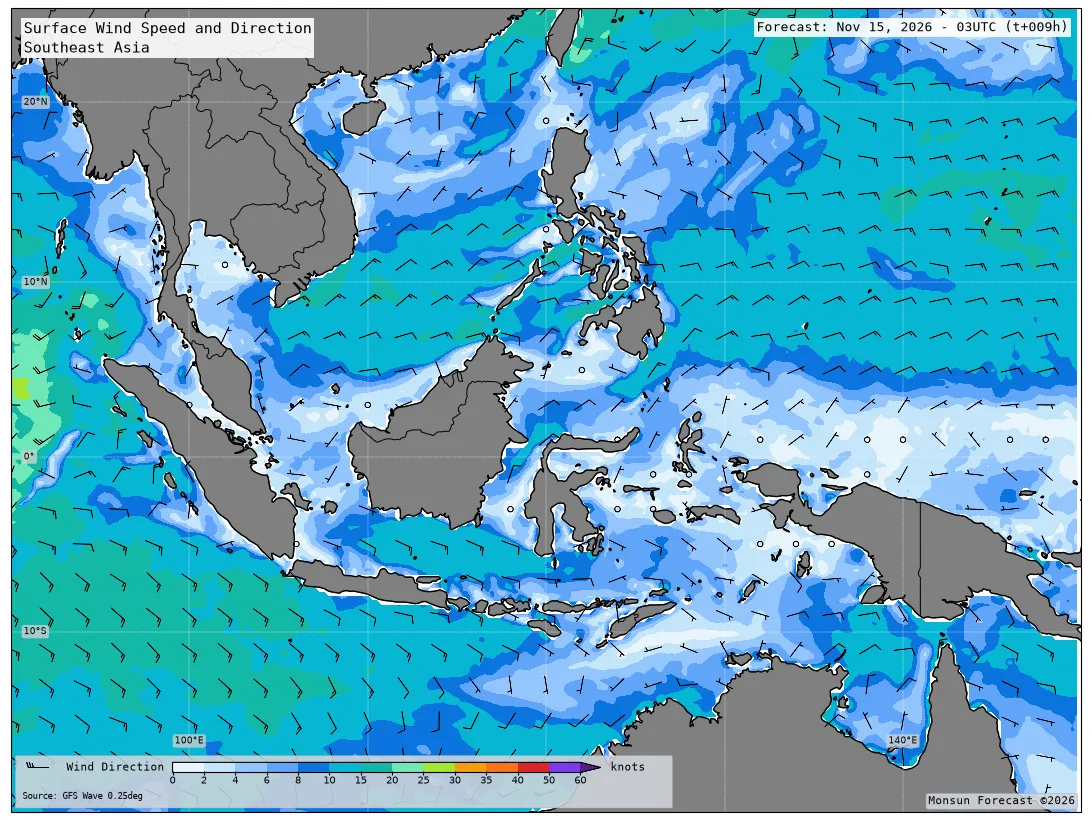 Surface Wind Speed and Direction
Southeast Asia
Forecast: Nov 15, 2026 - 03UTC (t+009h)
20°N
10°N
0°
10°S
100°E
140°E
Wind Direction
0 2 4 6 8 10 15 20 25 30 35 40 50 60
knots
Source: GFS Wave 0.25deg
Monsun Forecast ©2026